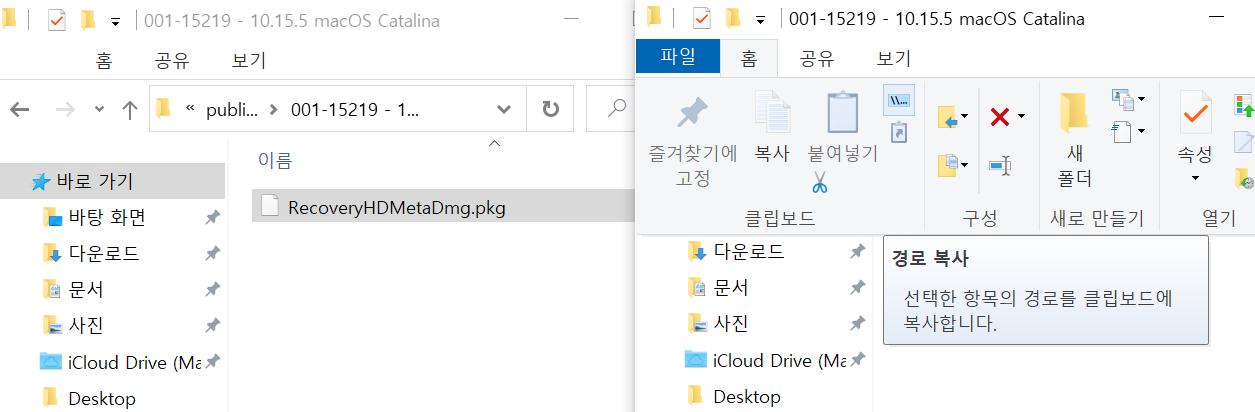 001-15219 - 10.15.5 macOS Catalina
홈 공유 보기
« publi... > 001-15219 - 1...
이름
바로 가기
RecoveryHDMetaDmg.pkg
바탕 화면
다운로드
문서
사진
iCloud Drive (Ma
Desktop
001-15219 - 10.15.5 macOS Catalina
파일 홈 공유 보기
즐겨찾기에
고정
복사
붙여넣기
\\...
클립보드
구성
새
폴더
새로 만들기
속성
열기
경로 복사
선택한 항목의 경로를 클립보드에
복사합니다.
다운로드
문서
사진
iCloud Drive (Ma
Desktop